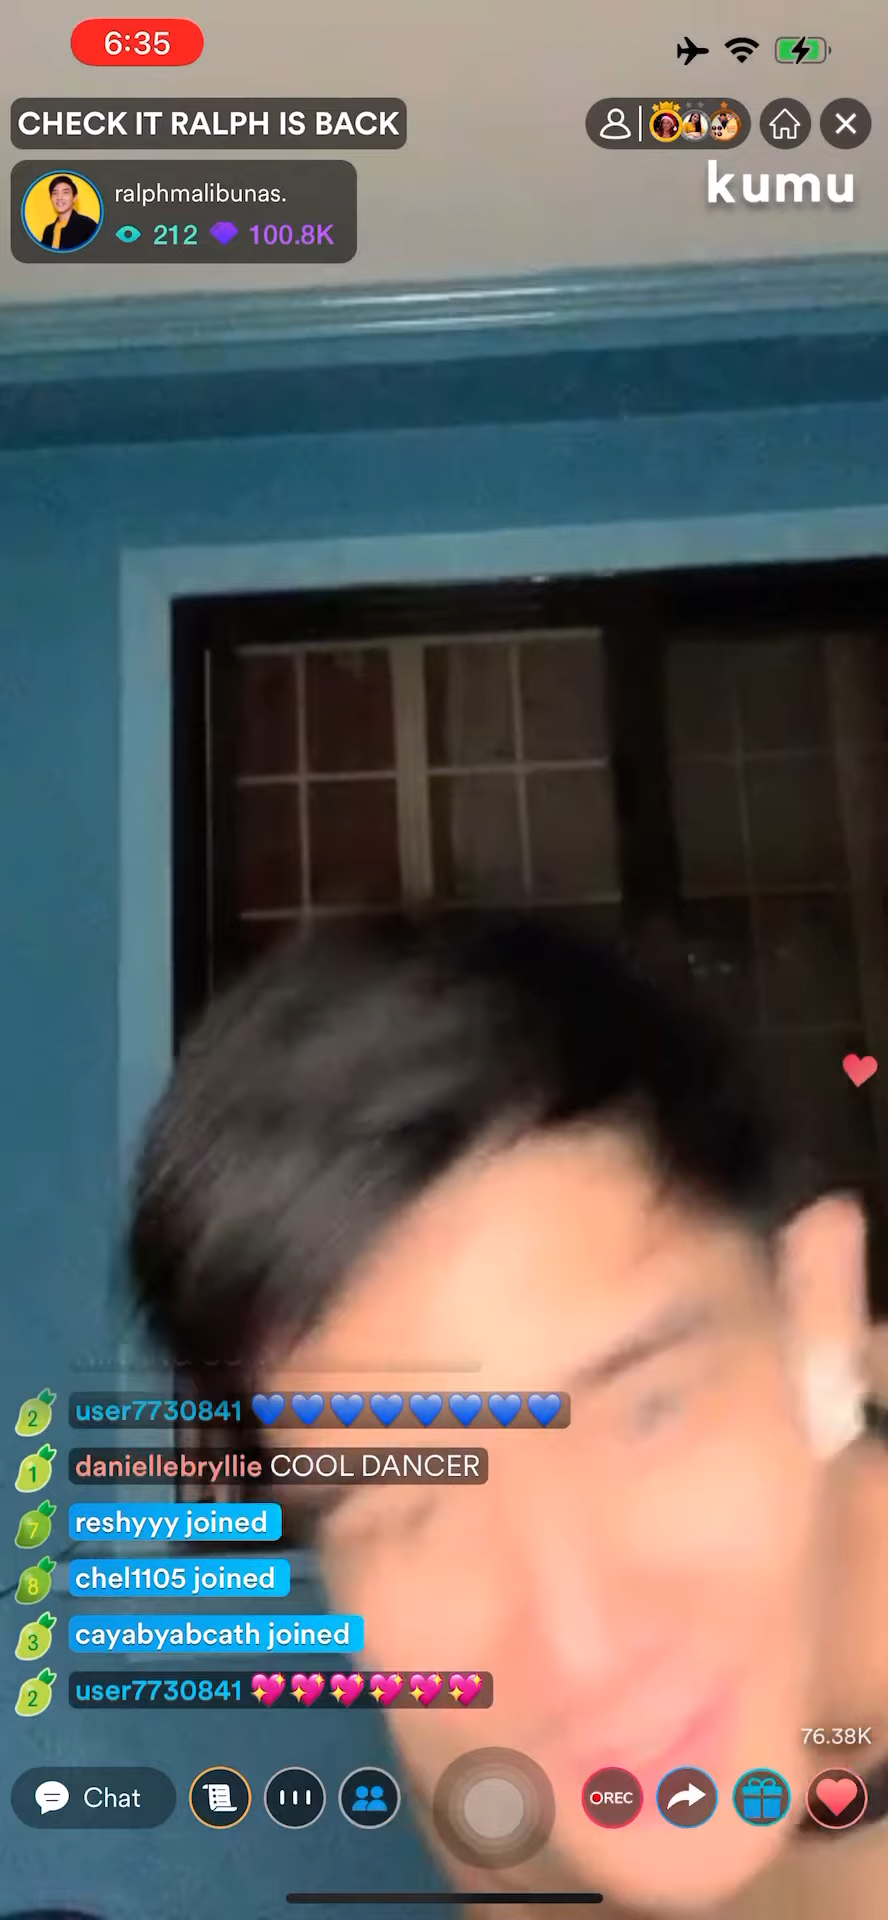 6:35
CHECK IT RALPH IS BACK
ralphmalibunas.
212 100.8K
kumu
2 user7730841 💙💙💙💙💙💙💙💙
1 daniellebryllie COOL DANCER
7 reshyyy joined
8 chel1105 joined
3 cayabyabcath joined
2 user7730841 💖💖💖💖💖💖
76.38K
Chat
REC